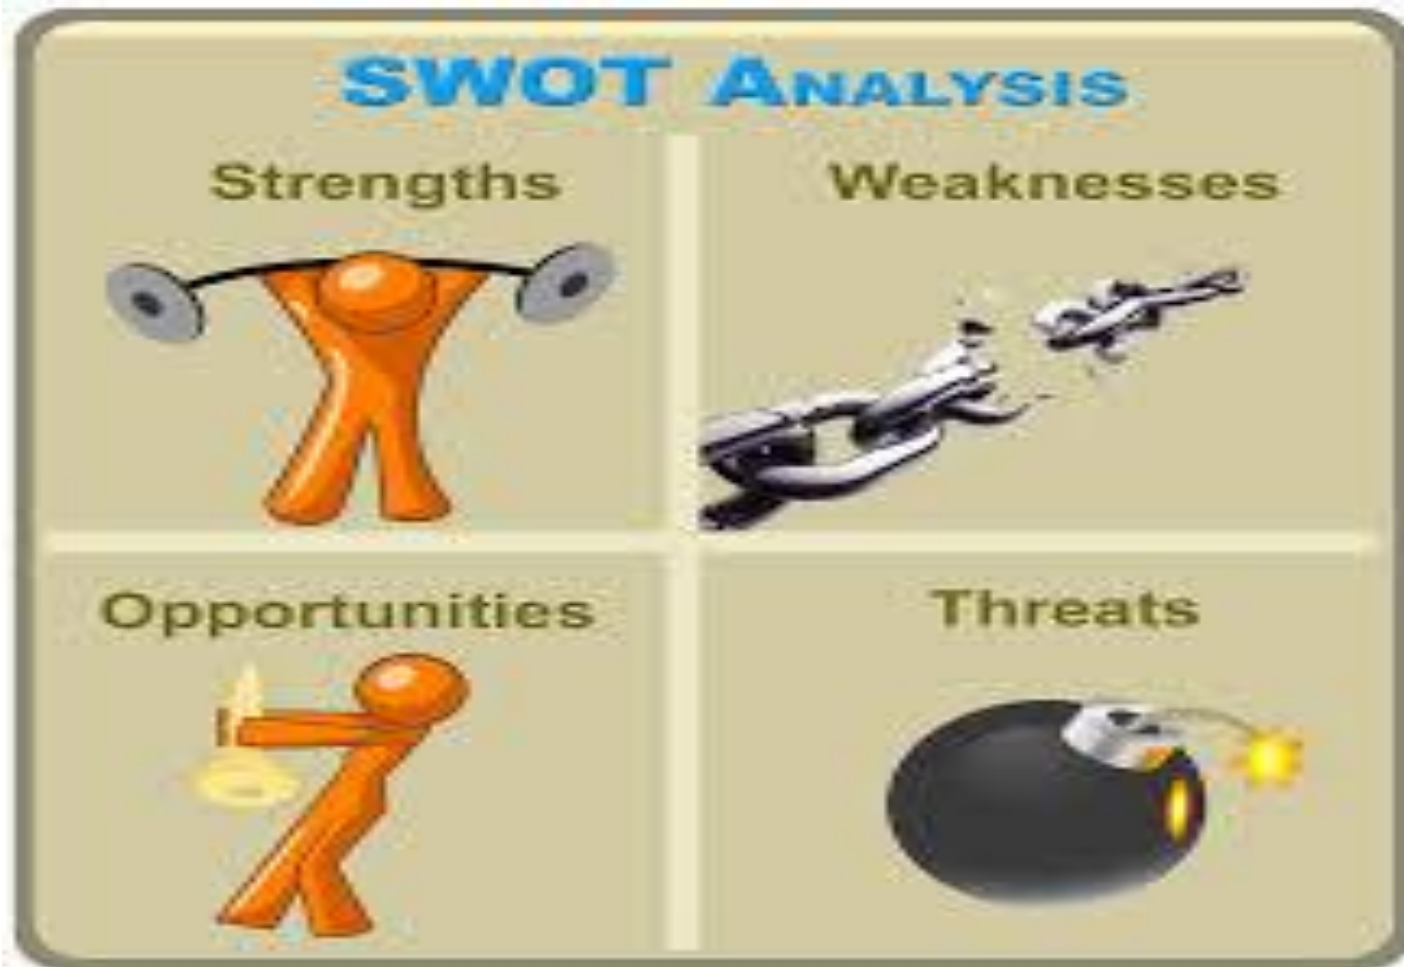 SWOT ANALYSIS
Strengths
Weaknesses
Opportunities
Threats